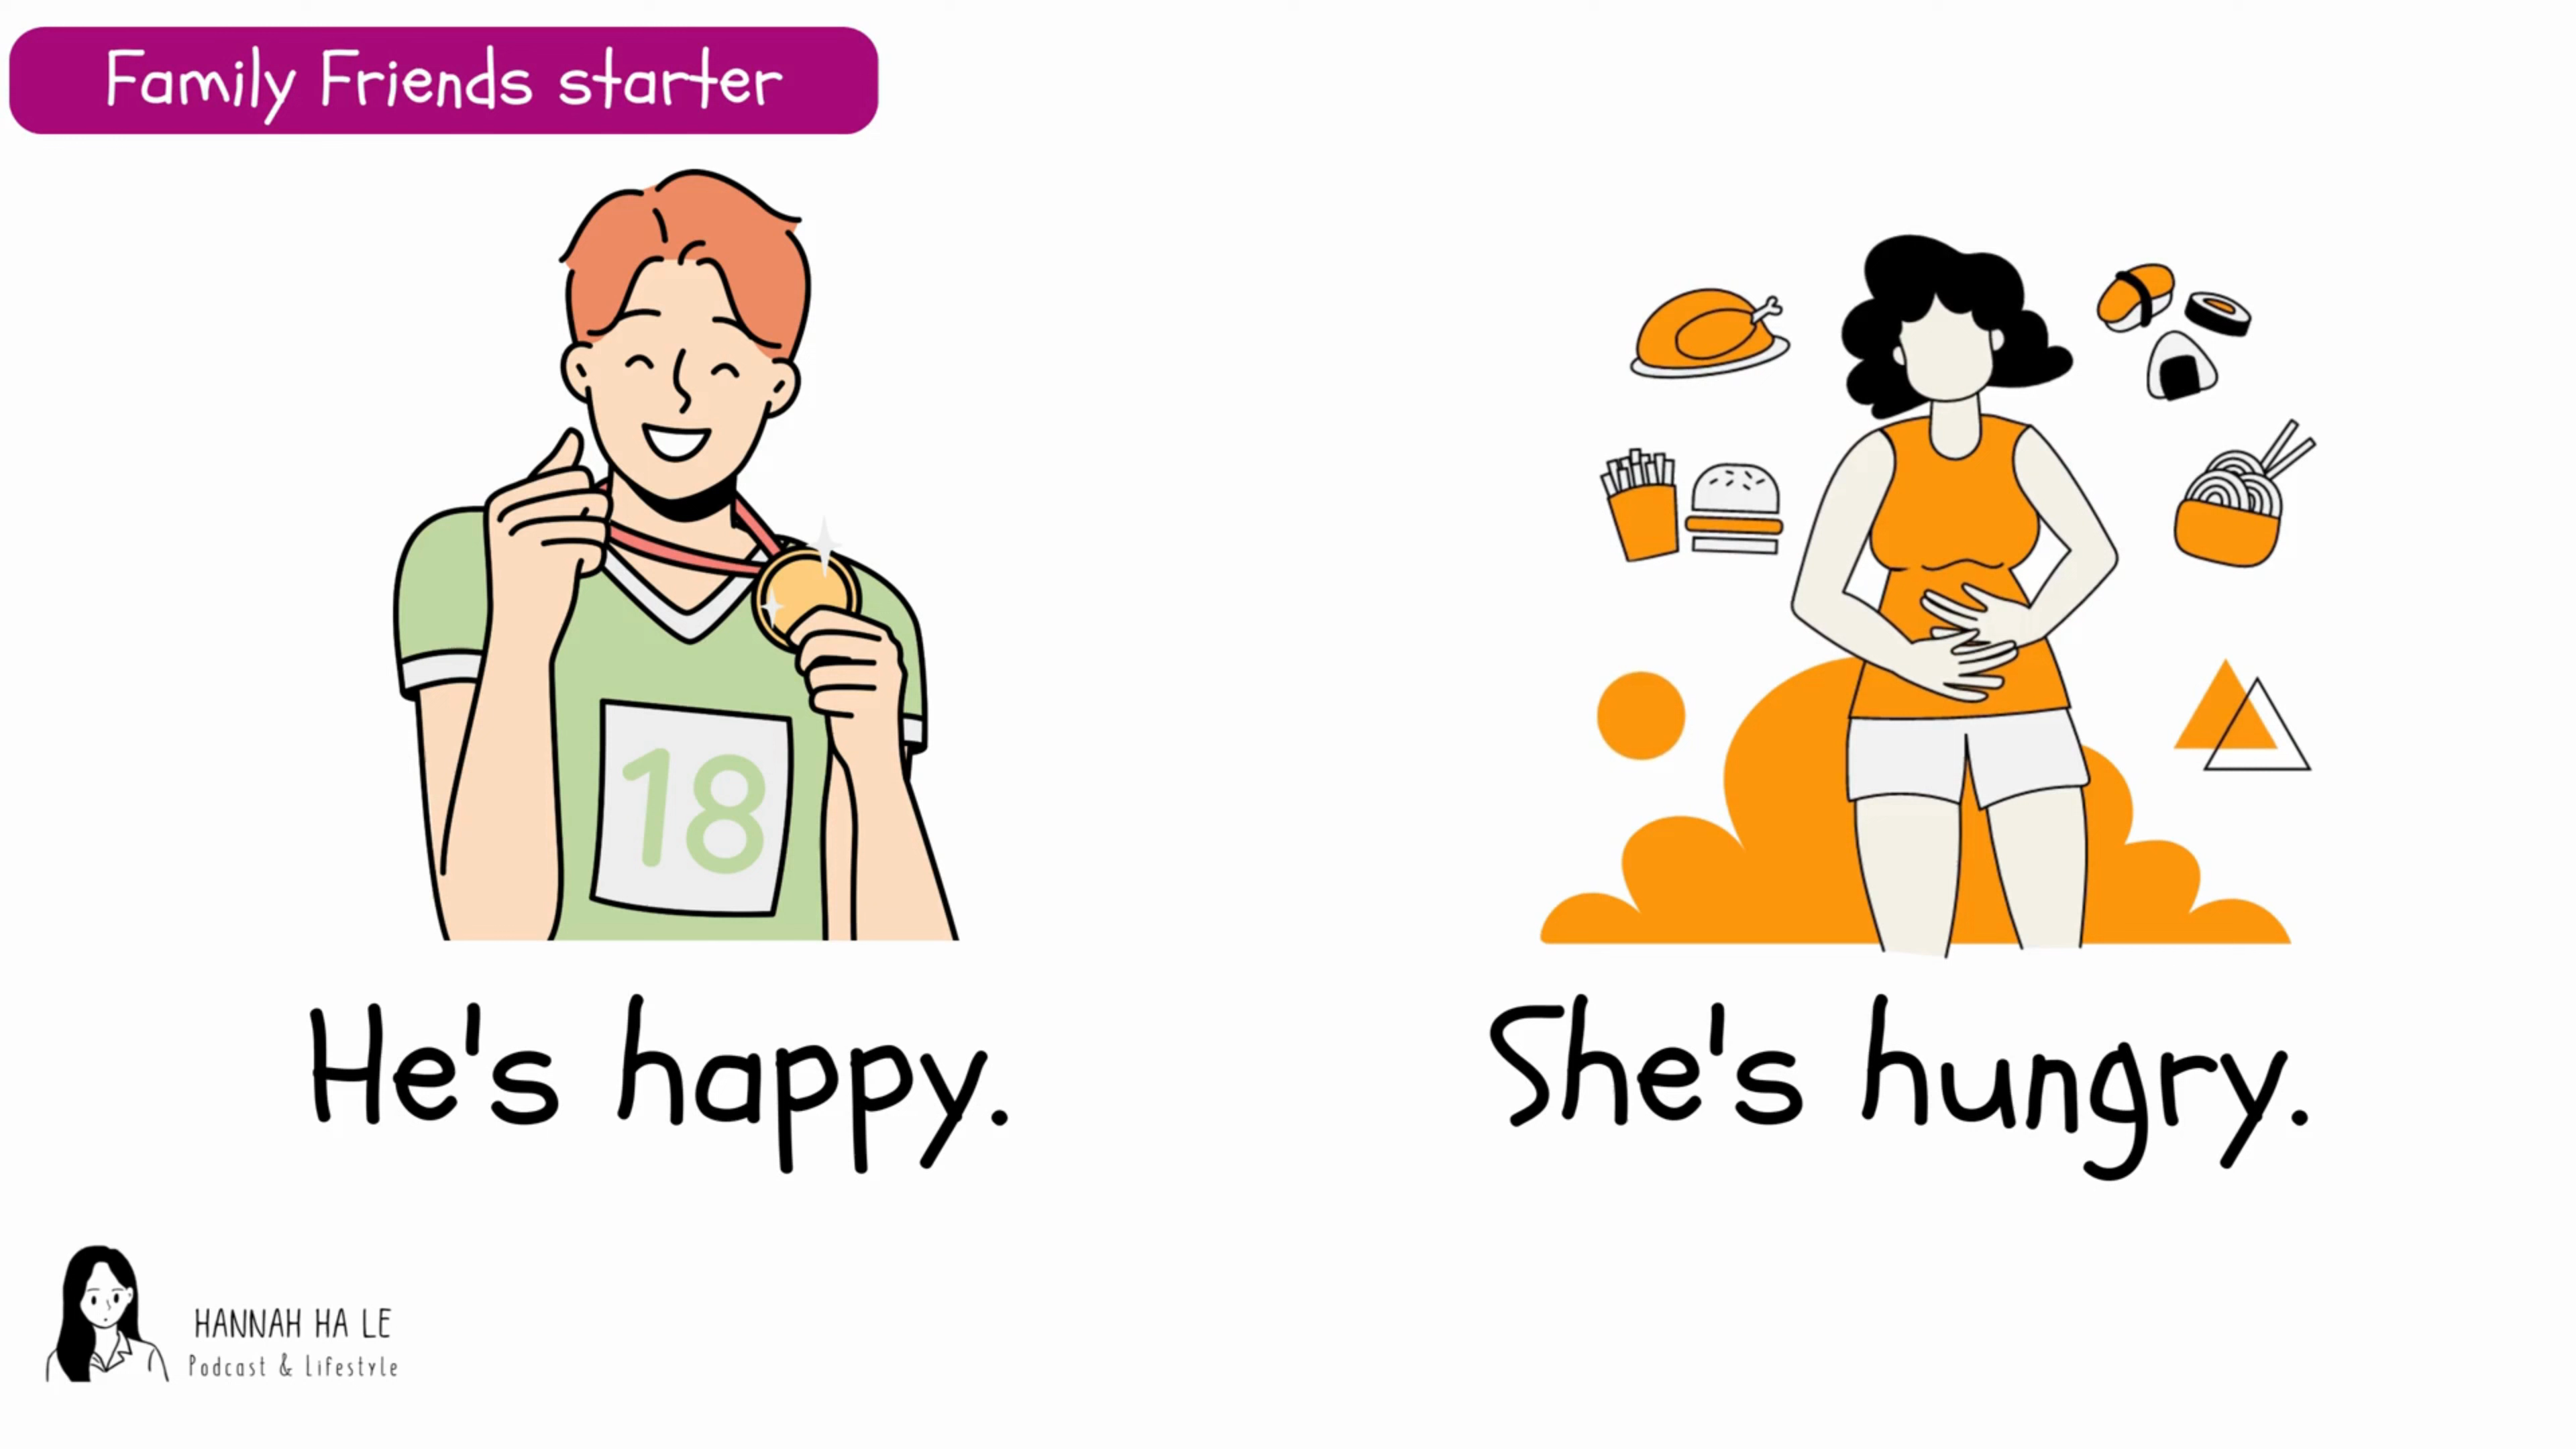 Family Friends starter
18
He's happy.
She's hungry.
HANNAH HA LE
Podcast & Lifestyle